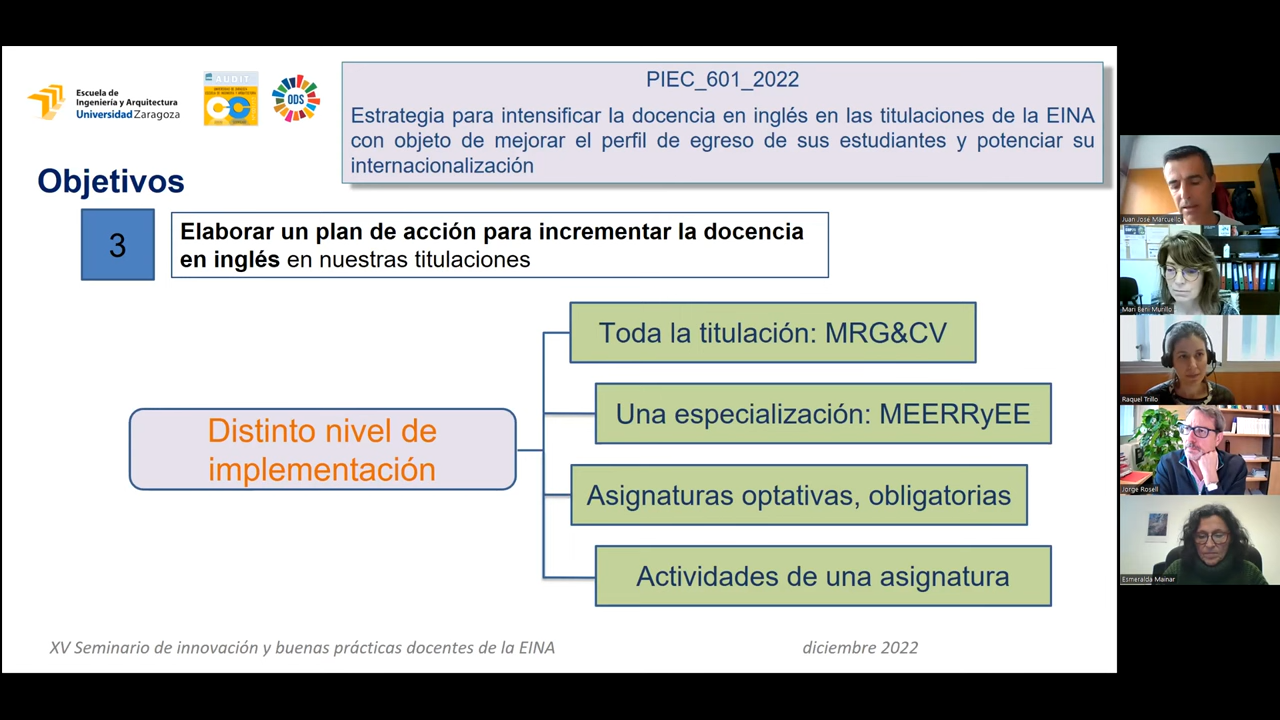 Escuela de
Ingeniería y Arquitectura
Universidad Zaragoza
AUDIT
ODS
PIEC_601_2022
Estrategia para intensificar la docencia en inglés en las titulaciones de la EINA
con objeto de mejorar el perfil de egreso de sus estudiantes y potenciar su
internacionalización
Objetivos
3
Elaborar un plan de acción para incrementar la docencia
en inglés en nuestras titulaciones
Distinto nivel de
implementación
Toda la titulación: MRG&CV
Una especialización: MEERRyEE
Asignaturas optativas, obligatorias
Actividades de una asignatura
XV Seminario de innovación y buenas prácticas docentes de la EINA
diciembre 2022
Juan José Marcuello
Mari Beni Murillo
Raquel Trillo
Jorge Rosell
Esmeralda Mainar